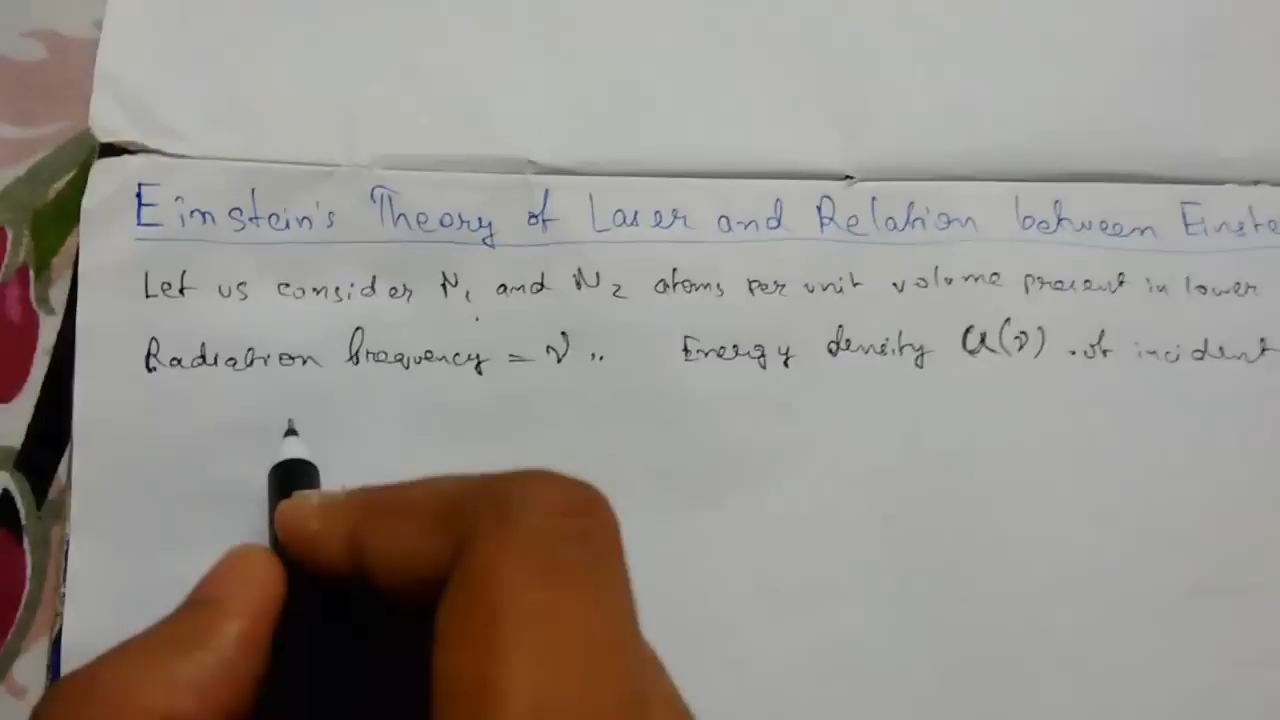 Einstein's Theory of Laser and Relation between Einste
Let us consider N₁ and N₂ atoms per unit volume present in lower
Radiation frequency = ν .. Energy density u(ν) of incident